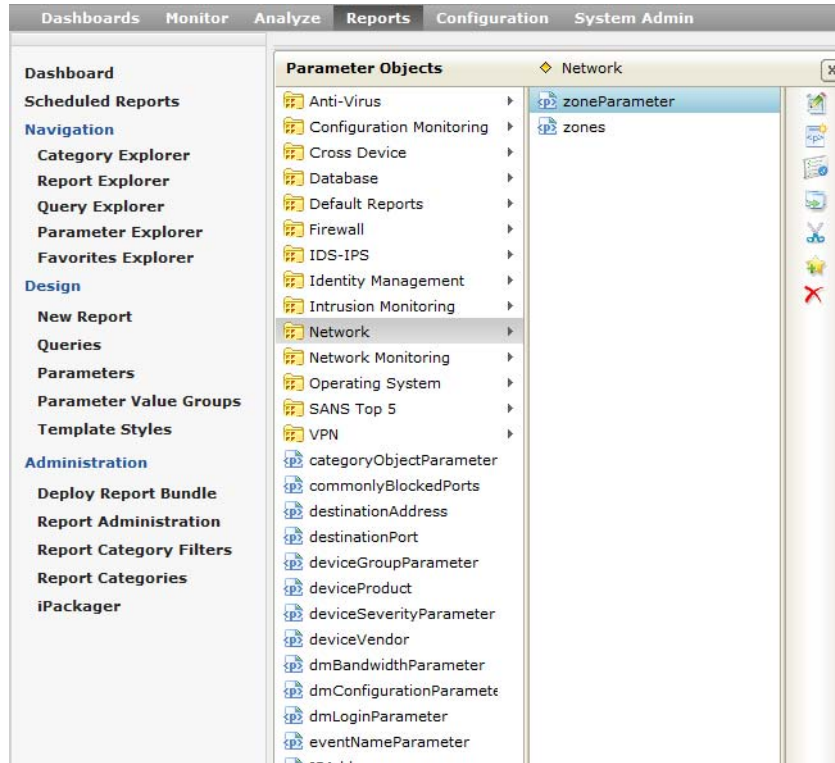 Dashboards Monitor Analyze Reports Configuration System Admin
Dashboard
Scheduled Reports
Navigation
Category Explorer
Report Explorer
Query Explorer
Parameter Explorer
Favorites Explorer
Design
New Report
Queries
Parameters
Parameter Value Groups
Template Styles
Administration
Deploy Report Bundle
Report Administration
Report Category Filters
Report Categories
iPackager
Parameter Objects
Anti-Virus
Configuration Monitoring
Cross Device
Database
Default Reports
Firewall
IDS-IPS
Identity Management
Intrusion Monitoring
Network
Network Monitoring
Operating System
SANS Top 5
VPN
categoryObjectParameter
commonlyBlockedPorts
destinationAddress
destinationPort
deviceGroupParameter
deviceProduct
deviceSeverityParameter
deviceVendor
dmBandwidthParameter
dmConfigurationParamete
dmLoginParameter
eventNameParameter
Network
zoneParameter
zones